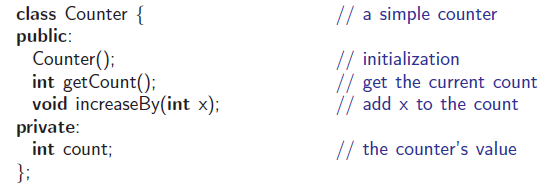 class Counter { // a simple counter
public:
Counter(); // initialization
int getCount(); // get the current count
void increaseBy(int x); // add x to the count
private:
int count; // the counter's value
};